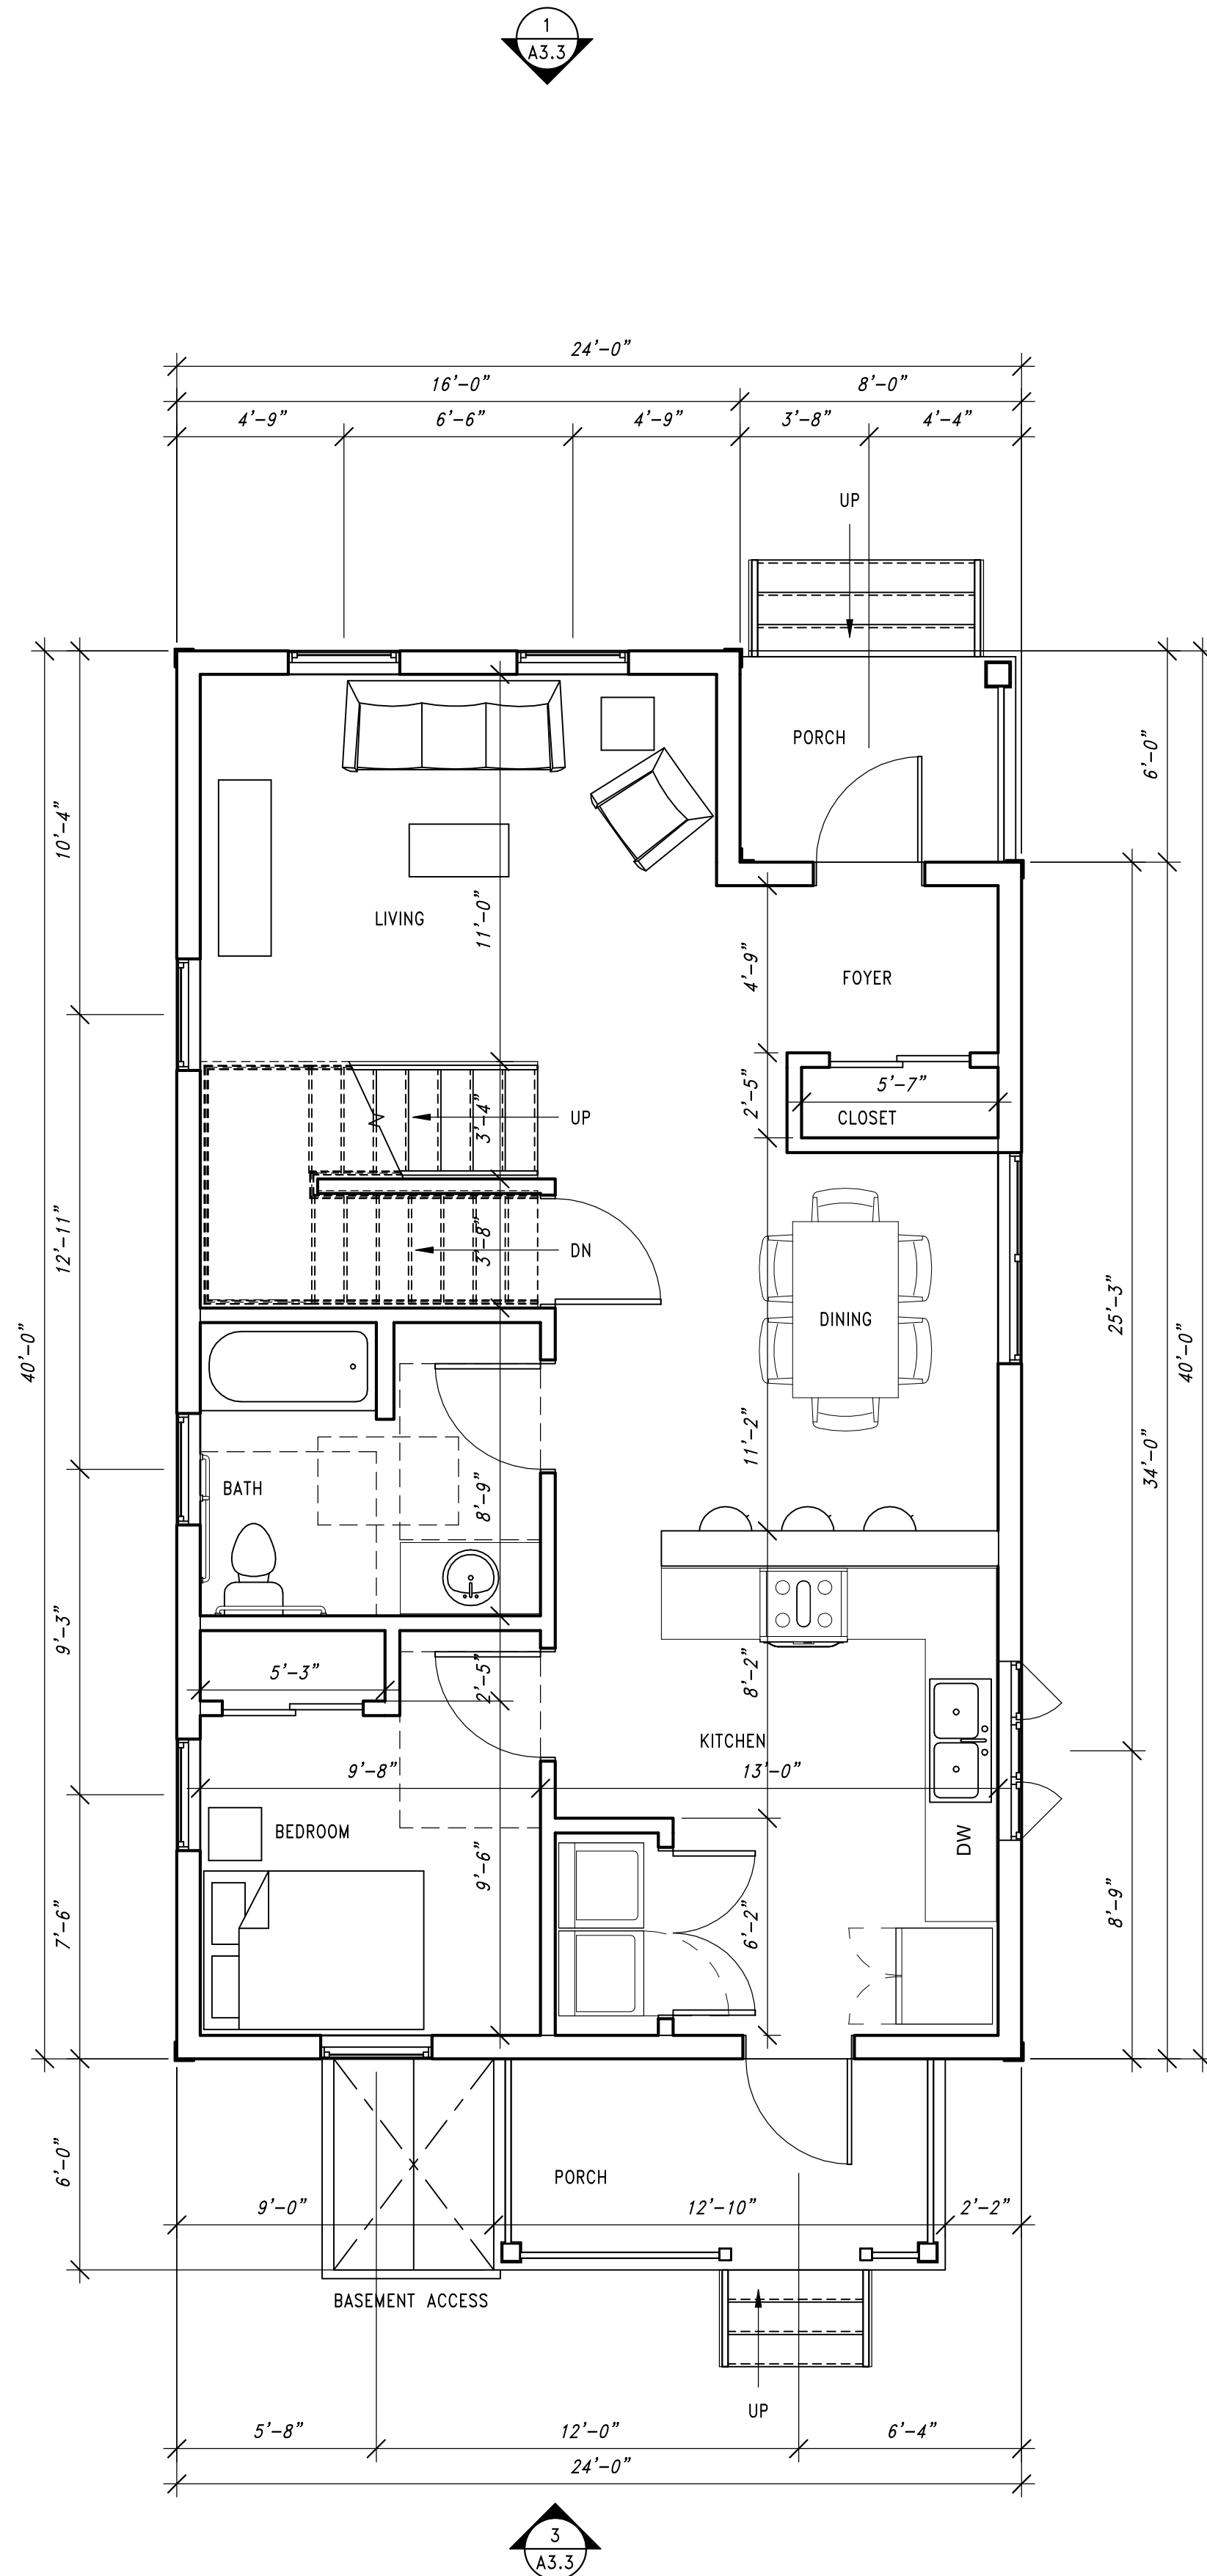 1
A3.3
24'-0"
16'-0"
8'-0"
4'-9"
6'-6"
4'-9"
3'-8"
4'-4"
UP
PORCH
6'-0"
10'-4"
LIVING
11'-0"
4'-9"
FOYER
5'-7"
2'-5"
CLOSET
3'-4"
UP
12'-11"
3'-8"
DN
25'-3"
DINING
40'-0"
40'-0"
34'-0"
11'-2"
BATH
8'-9"
9'-3"
5'-3"
2'-5"
8'-2"
KITCHEN
9'-8"
13'-0"
BEDROOM
DW
9'-6"
7'-6"
6'-2"
8'-9"
6'-0"
PORCH
9'-0"
12'-10"
2'-2"
BASEMENT ACCESS
UP
5'-8"
12'-0"
6'-4"
24'-0"
3
A3.3